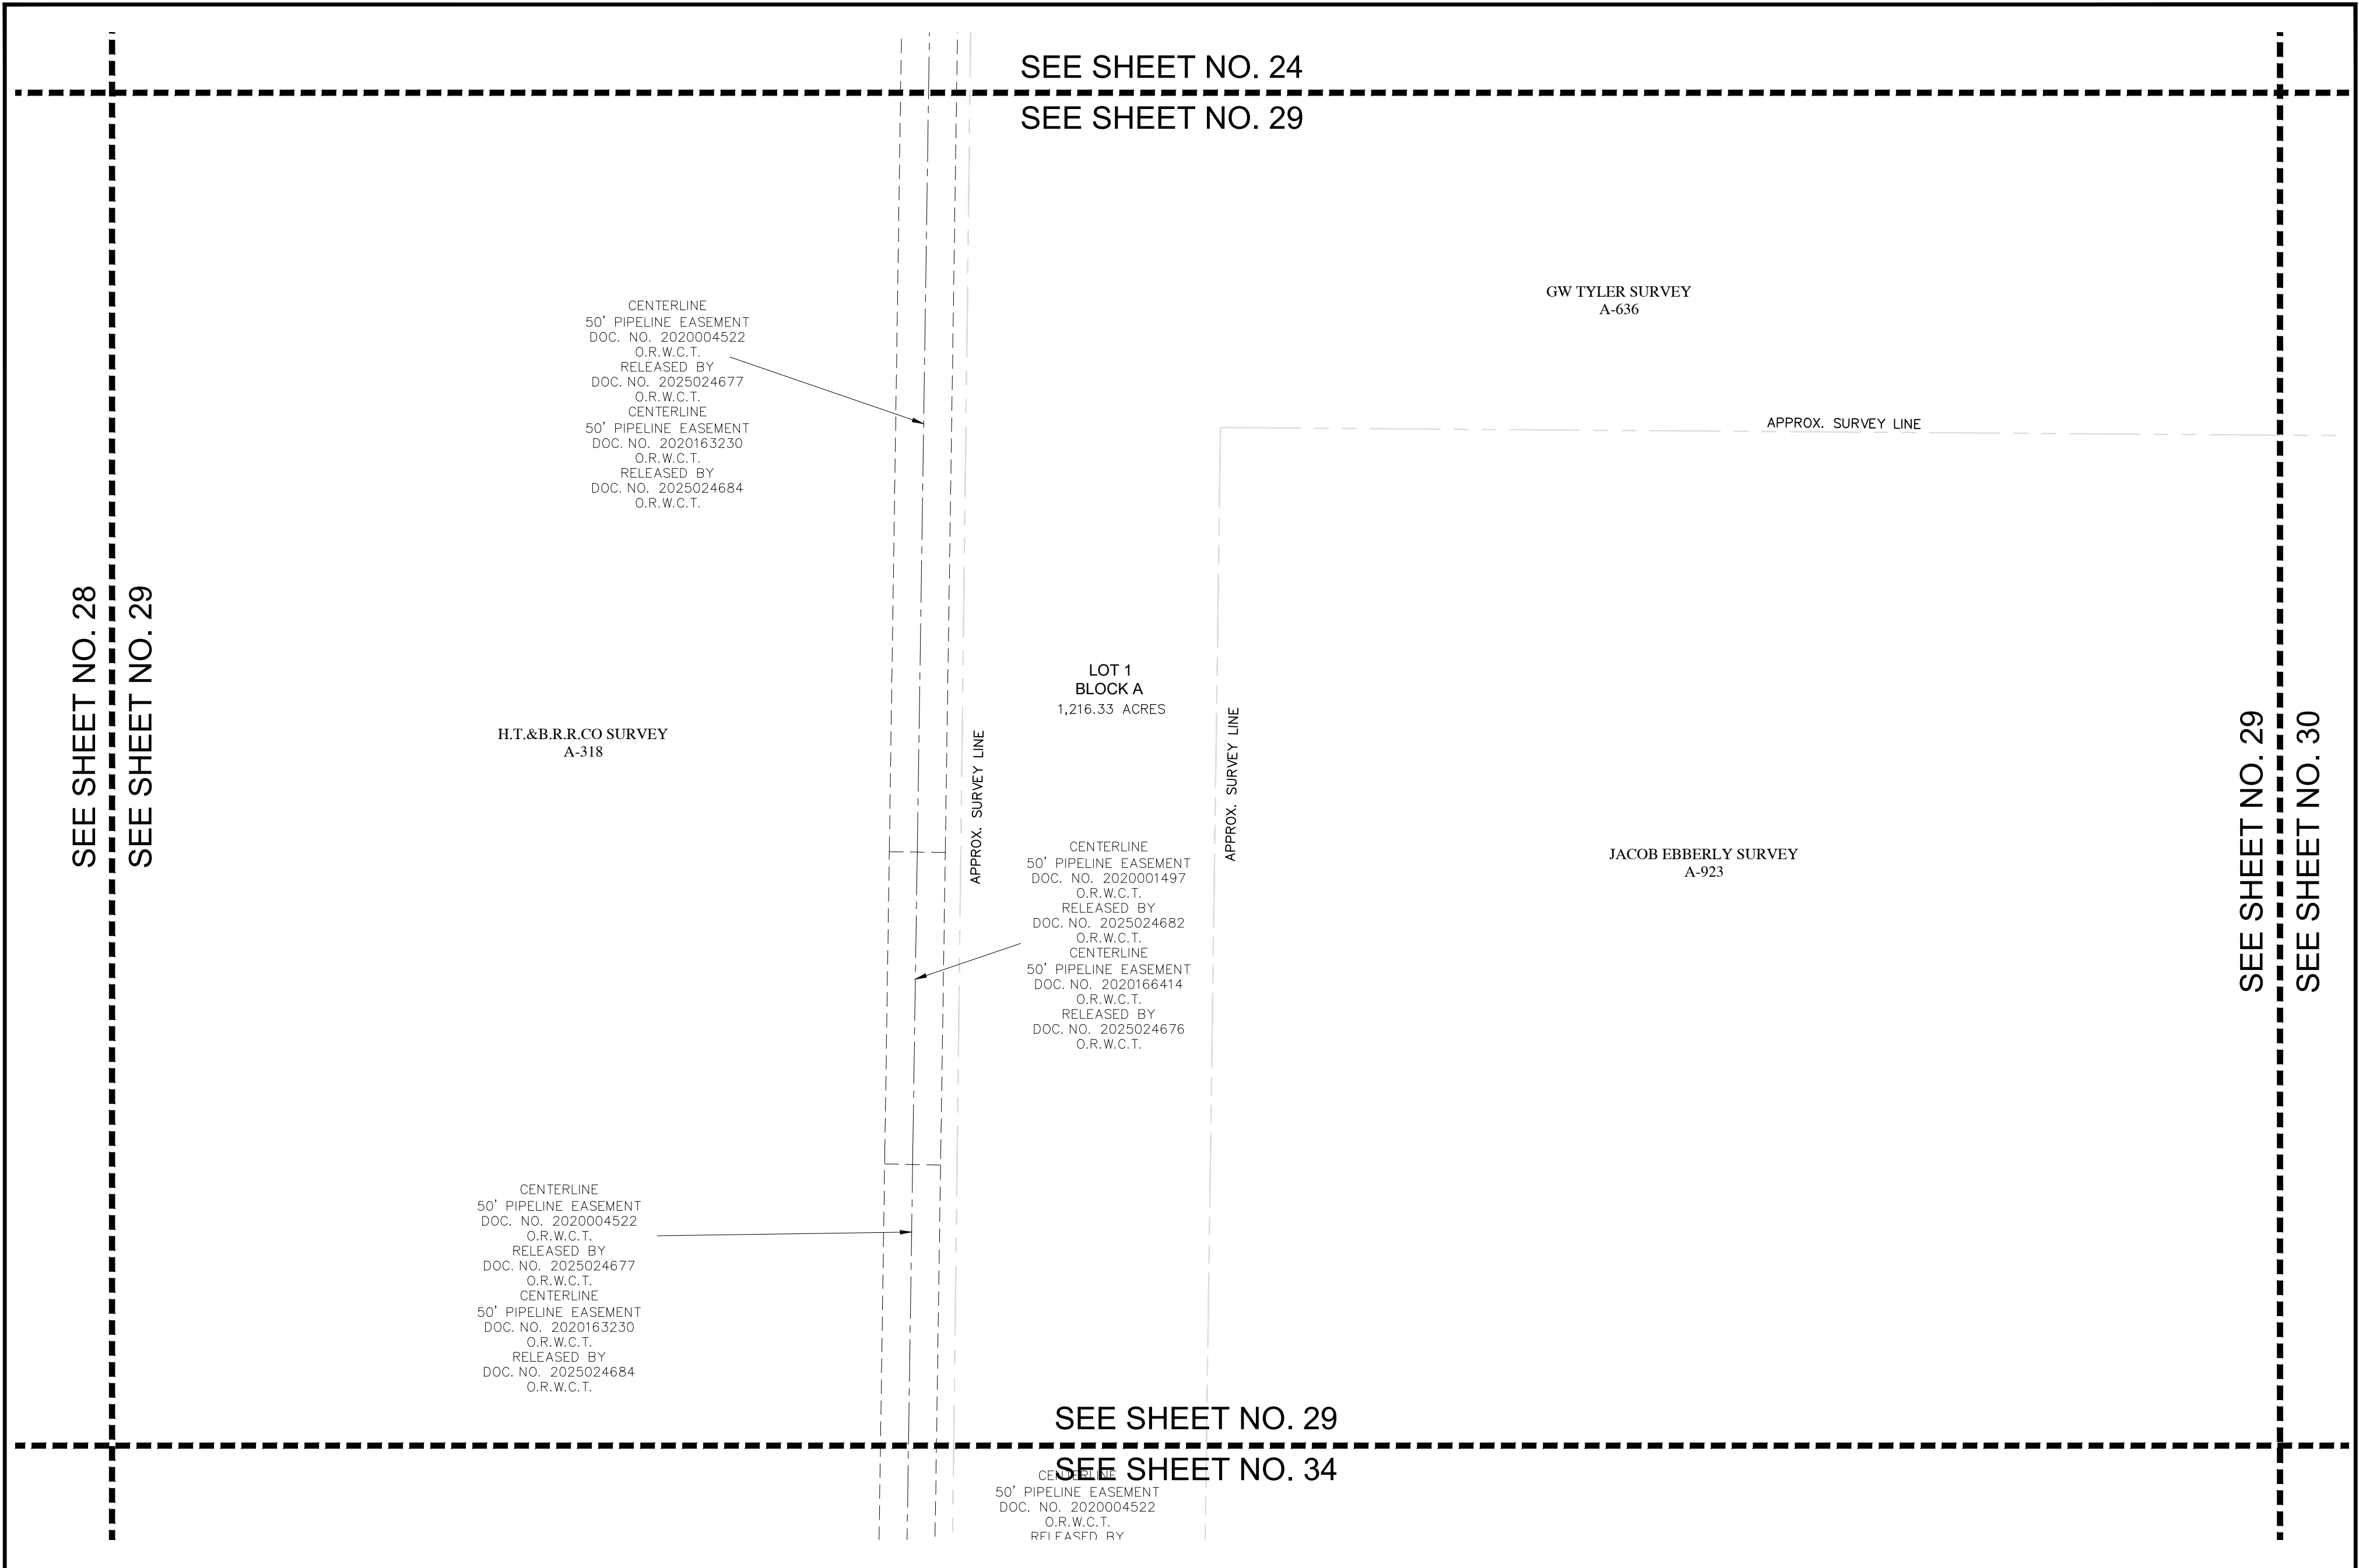 SEE SHEET NO. 24
SEE SHEET NO. 29
GW TYLER SURVEY
A-636
CENTERLINE
50' PIPELINE EASEMENT
DOC. NO. 2020004522
O.R.W.C.T.
RELEASED BY
DOC. NO. 2025024677
O.R.W.C.T.
CENTERLINE
50' PIPELINE EASEMENT
DOC. NO. 2020163230
O.R.W.C.T.
RELEASED BY
DOC. NO. 2025024684
O.R.W.C.T.
APPROX. SURVEY LINE
SEE SHEET NO. 28
SEE SHEET NO. 29
H.T.&B.R.R.CO SURVEY
A-318
APPROX. SURVEY LINE
LOT 1
BLOCK A
1,216.33 ACRES
APPROX. SURVEY LINE
JACOB EBBERLY SURVEY
A-923
SEE SHEET NO. 29
SEE SHEET NO. 30
CENTERLINE
50' PIPELINE EASEMENT
DOC. NO. 2020001497
O.R.W.C.T.
RELEASED BY
DOC. NO. 2025024682
O.R.W.C.T.
CENTERLINE
50' PIPELINE EASEMENT
DOC. NO. 2020166414
O.R.W.C.T.
RELEASED BY
DOC. NO. 2025024676
O.R.W.C.T.
CENTERLINE
50' PIPELINE EASEMENT
DOC. NO. 2020004522
O.R.W.C.T.
RELEASED BY
DOC. NO. 2025024677
O.R.W.C.T.
CENTERLINE
50' PIPELINE EASEMENT
DOC. NO. 2020163230
O.R.W.C.T.
RELEASED BY
DOC. NO. 2025024684
O.R.W.C.T.
SEE SHEET NO. 29
SEE SHEET NO. 34
CENTERLINE
50' PIPELINE EASEMENT
DOC. NO. 2020004522
O.R.W.C.T.
RELEASED BY